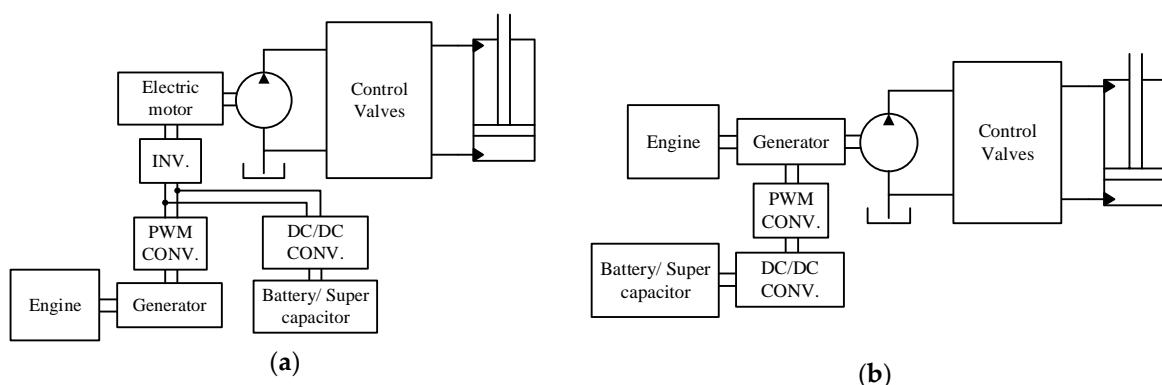 Electric
motor
Control
Valves
INV.
PWM
CONV.
DC/DC
CONV.
Engine
Generator
Battery/ Super
capacitor
(a)
Engine
Generator
Control
Valves
PWM
CONV.
Battery/ Super
capacitor
DC/DC
CONV.
(b)